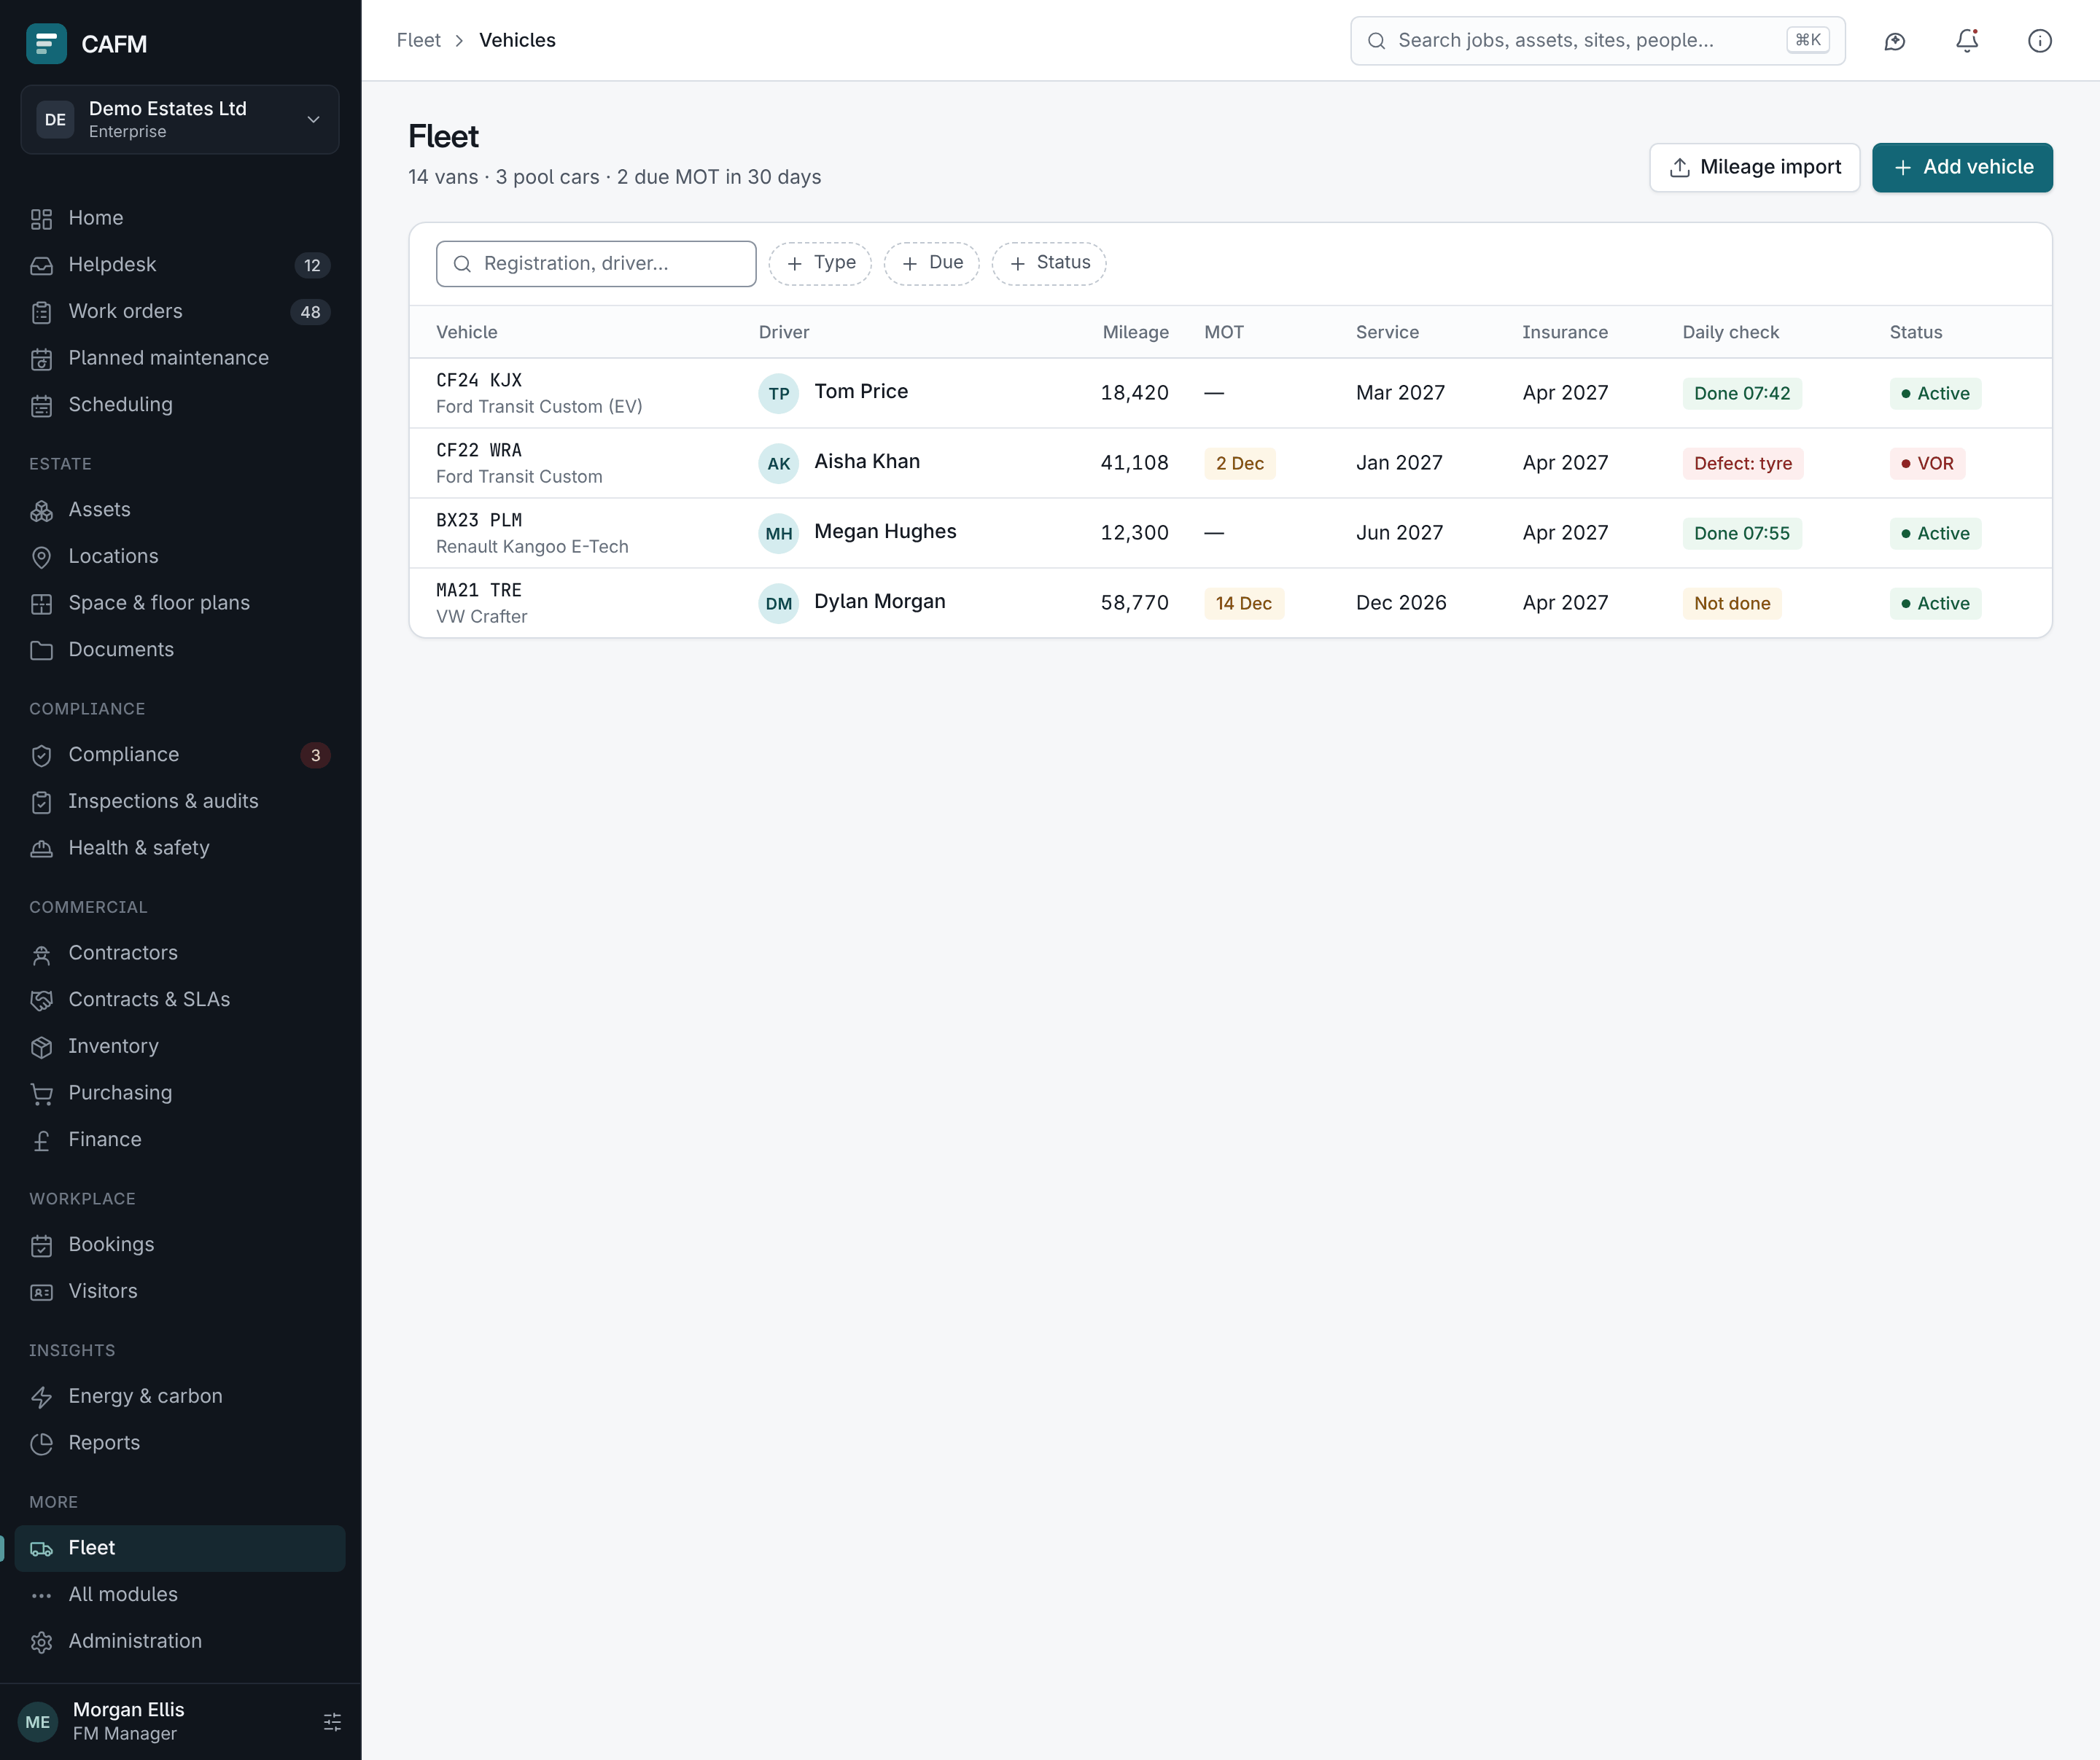 CAFM
DE
Demo Estates Ltd
Enterprise
Home
Helpdesk 12
Work orders 48
Planned maintenance
Scheduling
ESTATE
Assets
Locations
Space & floor plans
Documents
COMPLIANCE
Compliance 3
Inspections & audits
Health & safety
COMMERCIAL
Contractors
Contracts & SLAs
Inventory
Purchasing
Finance
WORKPLACE
Bookings
Visitors
INSIGHTS
Energy & carbon
Reports
MORE
Fleet
All modules
Administration
ME
Morgan Ellis
FM Manager
Fleet > Vehicles
Search jobs, assets, sites, people... ⌘K
Fleet
14 vans · 3 pool cars · 2 due MOT in 30 days
Mileage import
+ Add vehicle
Registration, driver... + Type + Due + Status
Vehicle Driver Mileage MOT Service Insurance Daily check Status
CF24 KJX
Ford Transit Custom (EV)
TP Tom Price 18,420 — Mar 2027 Apr 2027 Done 07:42 Active
CF22 WRA
Ford Transit Custom
AK Aisha Khan 41,108 2 Dec Jan 2027 Apr 2027 Defect: tyre VOR
BX23 PLM
Renault Kangoo E-Tech
MH Megan Hughes 12,300 — Jun 2027 Apr 2027 Done 07:55 Active
MA21 TRE
VW Crafter
DM Dylan Morgan 58,770 14 Dec Dec 2026 Apr 2027 Not done Active